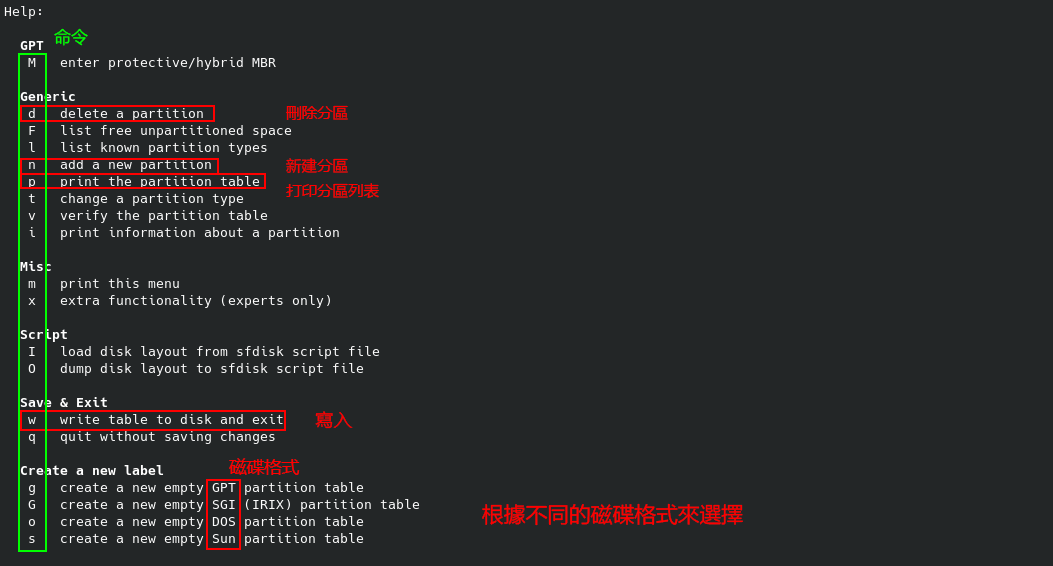 Help:
GPT 命令
M enter protective/hybrid MBR
Generic
d delete a partition 刪除分區
F list free unpartitioned space
l list known partition types
n add a new partition 新建分區
p print the partition table 打印分區列表
t change a partition type
v verify the partition table
i print information about a partition
Misc
m print this menu
x extra functionality (experts only)
Script
I load disk layout from sfdisk script file
O dump disk layout to sfdisk script file
Save & Exit
w write table to disk and exit 寫入
q quit without saving changes
Create a new label 磁碟格式
g create a new empty GPT partition table
G create a new empty SGI (IRIX) partition table
o create a new empty DOS partition table
s create a new empty Sun partition table
根據不同的磁碟格式來選擇